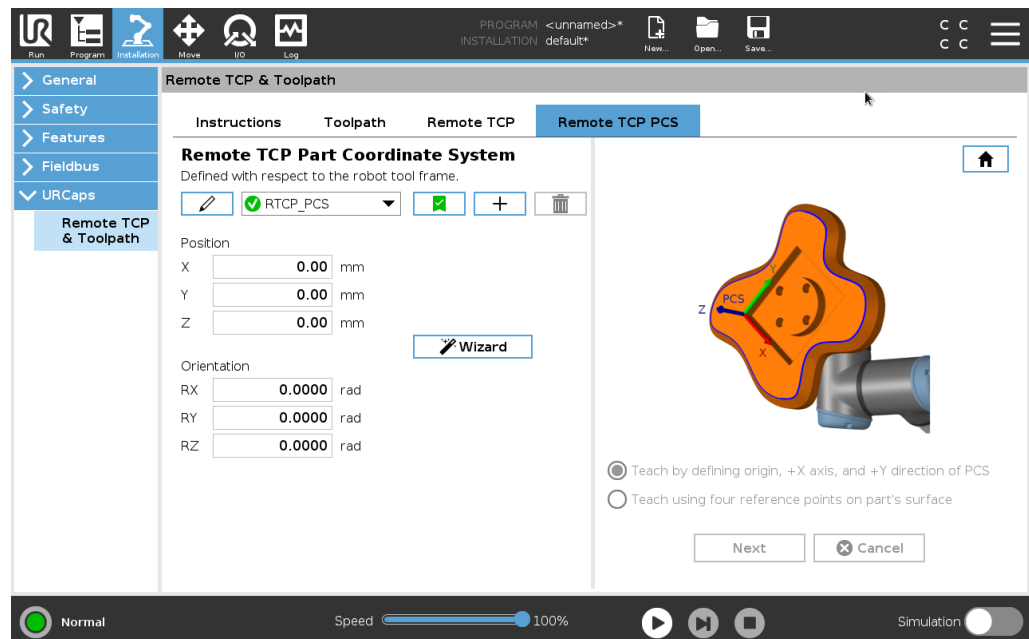 UR
PROGRAM <unnamed>*
INSTALLATION default*
C C
C C
Run Program Installation Move I/O Log New... Open... Save...
General
Safety
Features
Fieldbus
URCaps
Remote TCP
& Toolpath
Remote TCP & Toolpath
Instructions Toolpath Remote TCP Remote TCP PCS
Remote TCP Part Coordinate System
Defined with respect to the robot tool frame.
RTCP_PCS
Position
X 0.00 mm
Y 0.00 mm
Z 0.00 mm
Wizard
Orientation
RX 0.0000 rad
RY 0.0000 rad
RZ 0.0000 rad
Y
PCS
Z
X
Teach by defining origin, +X axis, and +Y direction of PCS
Teach using four reference points on part's surface
Next Cancel
Normal Speed 100% Simulation